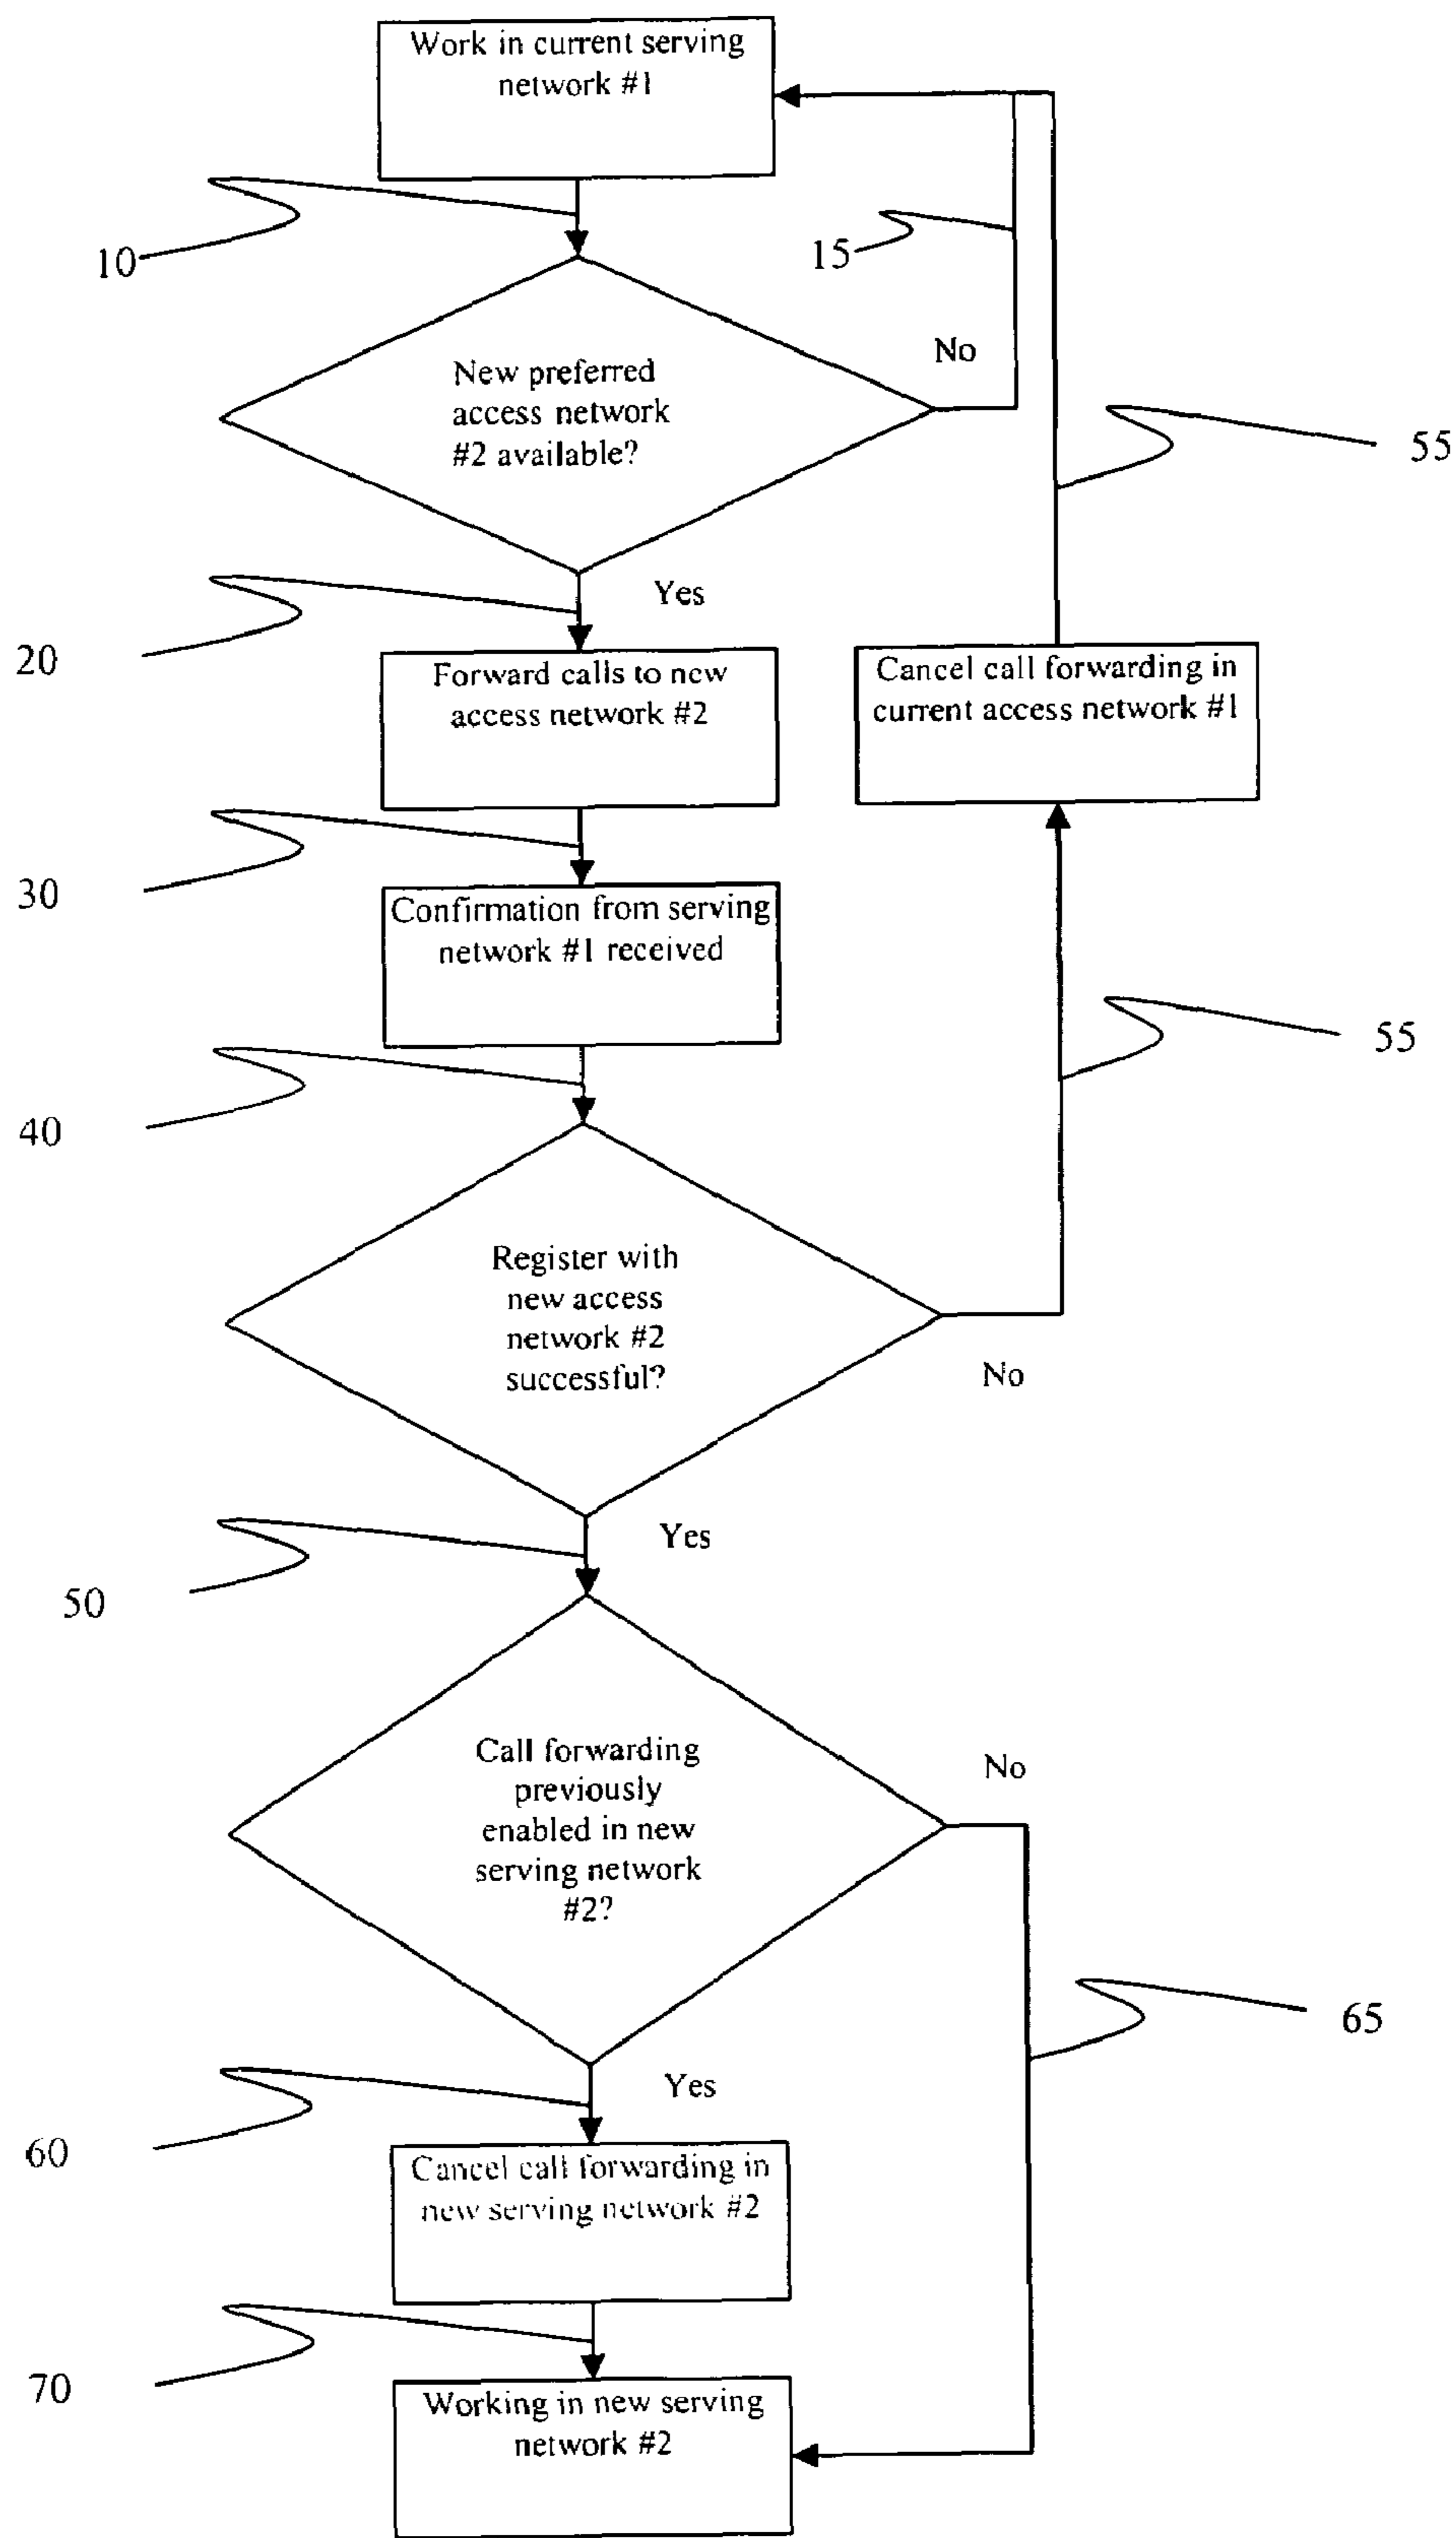 Work in current serving
network #1
10
15
No
New preferred
access network
#2 available?
55
Yes
20
Forward calls to new
access network #2
Cancel call forwarding in
current access network #1
30
Confirmation from serving
network #1 received
55
40
Register with
new access
network #2
successful?
No
Yes
50
Call forwarding
previously
enabled in new
serving network
#2?
No
65
Yes
60
Cancel call forwarding in
new serving network #2
70
Working in new serving
network #2